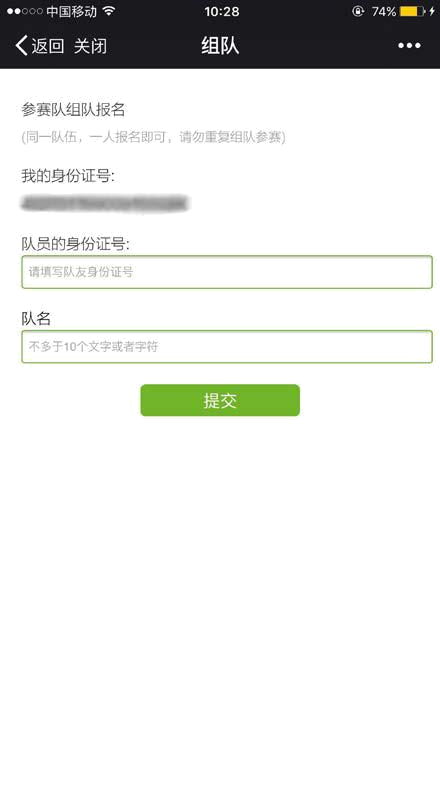 中国移动 10:28 74%
返回 关闭 组队
参赛队组队报名
(同一队伍，一人报名即可，请勿重复组队参赛)
我的身份证号:
队员的身份证号:
请填写队友身份证号
队名
不多于10个文字或者字符
提交